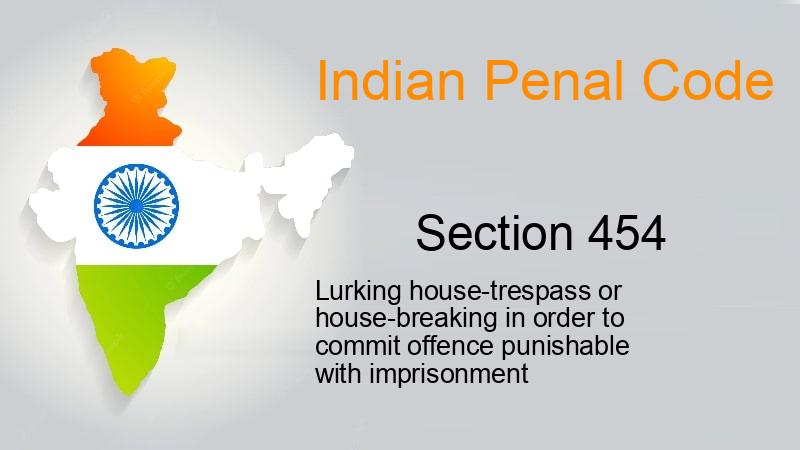 Indian Penal Code
Section 454
Lurking house-trespass or
house-breaking in order to
commit offence punishable
with imprisonment